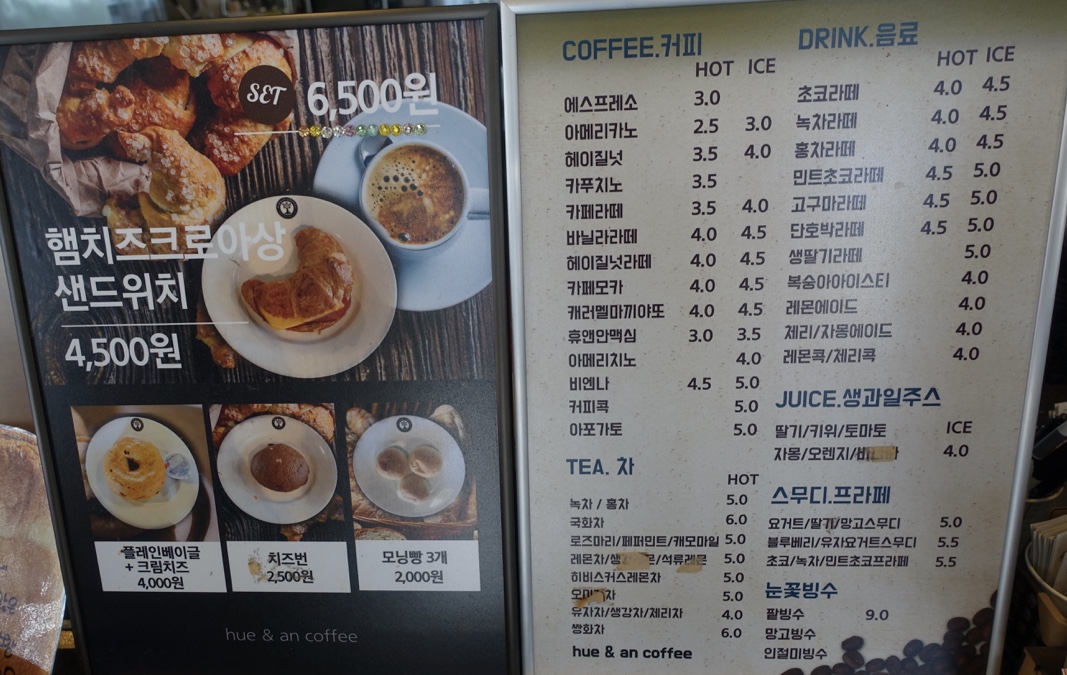 SET 6,500원
햄치즈크로아상
샌드위치
4,500원
플레인베이글
+ 크림치즈
4,000원
치즈번
2,500원
모닝빵 3개
2,000원
hue & an coffee
COFFEE.커피
HOT ICE
에스프레소 3.0
아메리카노 2.5 3.0
헤이질넛 3.5 4.0
카푸치노 3.5
카페라떼 3.5 4.0
바닐라라떼 4.0 4.5
헤이질넛라떼 4.0 4.5
카페모카 4.0 4.5
캐러멜마끼야또 4.0 4.5
휴앤안맥심 3.0 3.5
아메리치노 4.0
비엔나 4.5 5.0
커피콕 5.0
아포가토 5.0
TEA. 차
HOT
녹차 / 홍차 5.0
국화차 6.0
로즈마리/페퍼민트/캐모마일 5.0
레몬차/석류레몬 5.0
히비스커스레몬차 5.0
5.0
유자차/생강차/체리차 4.0
쌍화차 6.0
hue & an coffee
DRINK.음료
HOT ICE
초코라떼 4.0 4.5
녹차라떼 4.0 4.5
홍차라떼 4.0 4.5
민트초코라떼 4.5 5.0
고구마라떼 4.5 5.0
단호박라떼 4.5 5.0
생딸기라떼 5.0
복숭아아이스티 4.0
레몬에이드 4.0
체리/자몽에이드 4.0
레몬콕/체리콕 4.0
JUICE.생과일주스
딸기/키위/토마토 ICE
자몽/오렌지/ 4.0
스무디.프라페
요거트/딸기/망고스무디 5.0
블루베리/유자요거트스무디 5.5
초코/녹차/민트초코프라페 5.5
눈꽃빙수
팥빙수 9.0
망고빙수
인절미빙수